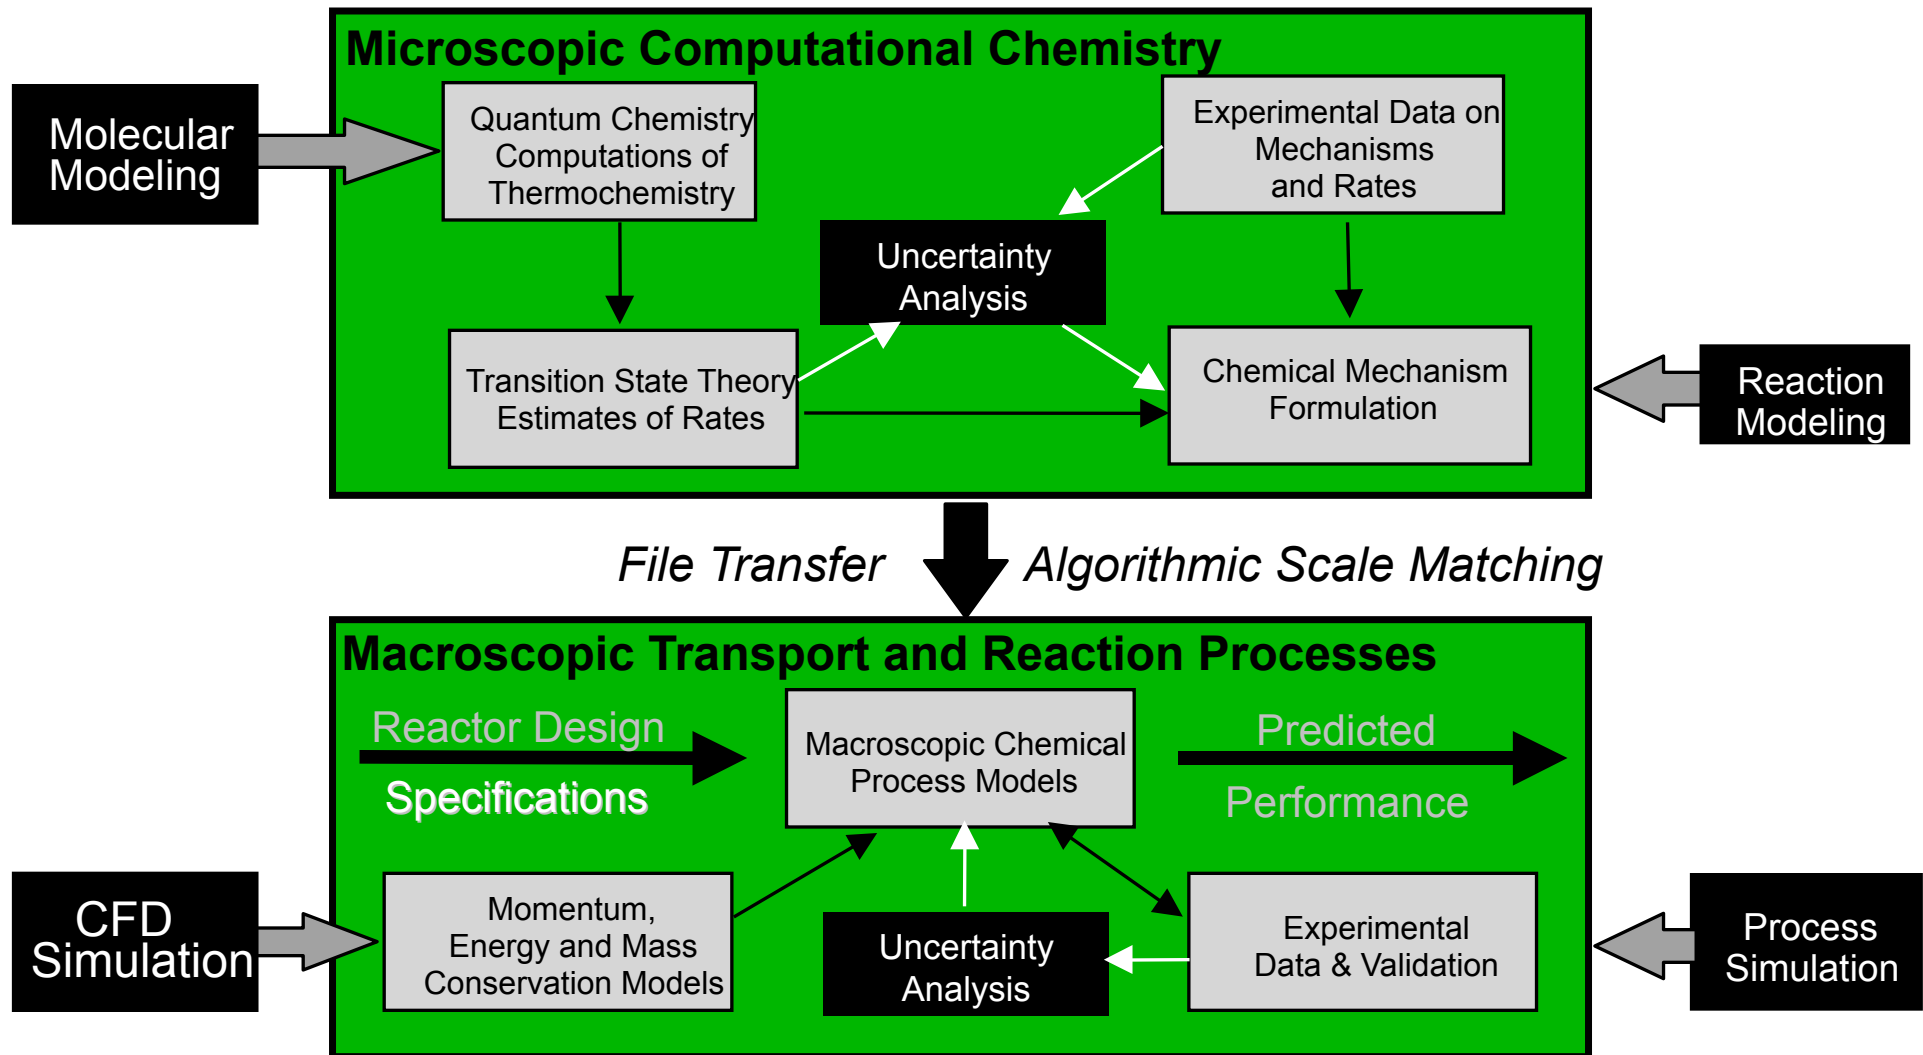 Microscopic Computational Chemistry
Molecular
Modeling
Quantum Chemistry
Computations of
Thermochemistry
Experimental Data on
Mechanisms
and Rates
Uncertainty
Analysis
Transition State Theory
Estimates of Rates
Chemical Mechanism
Formulation
Reaction
Modeling
File Transfer
Algorithmic Scale Matching
Macroscopic Transport and Reaction Processes
Reactor Design
Specifications
Macroscopic Chemical
Process Models
Predicted
Performance
CFD
Simulation
Momentum,
Energy and Mass
Conservation Models
Uncertainty
Analysis
Experimental
Data & Validation
Process
Simulation